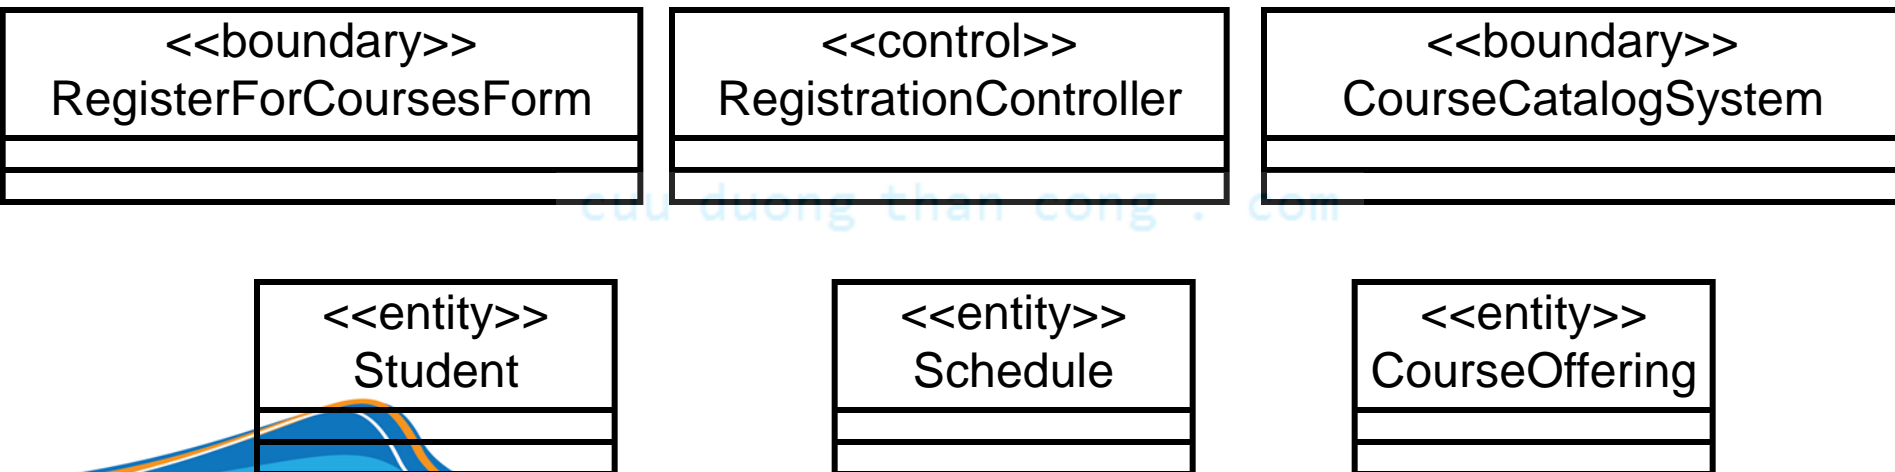 <<boundary>>
RegisterForCoursesForm
<<control>>
RegistrationController
<<boundary>>
CourseCatalogSystem
cuu duong than cong . com
<<entity>>
Student
<<entity>>
Schedule
<<entity>>
CourseOffering